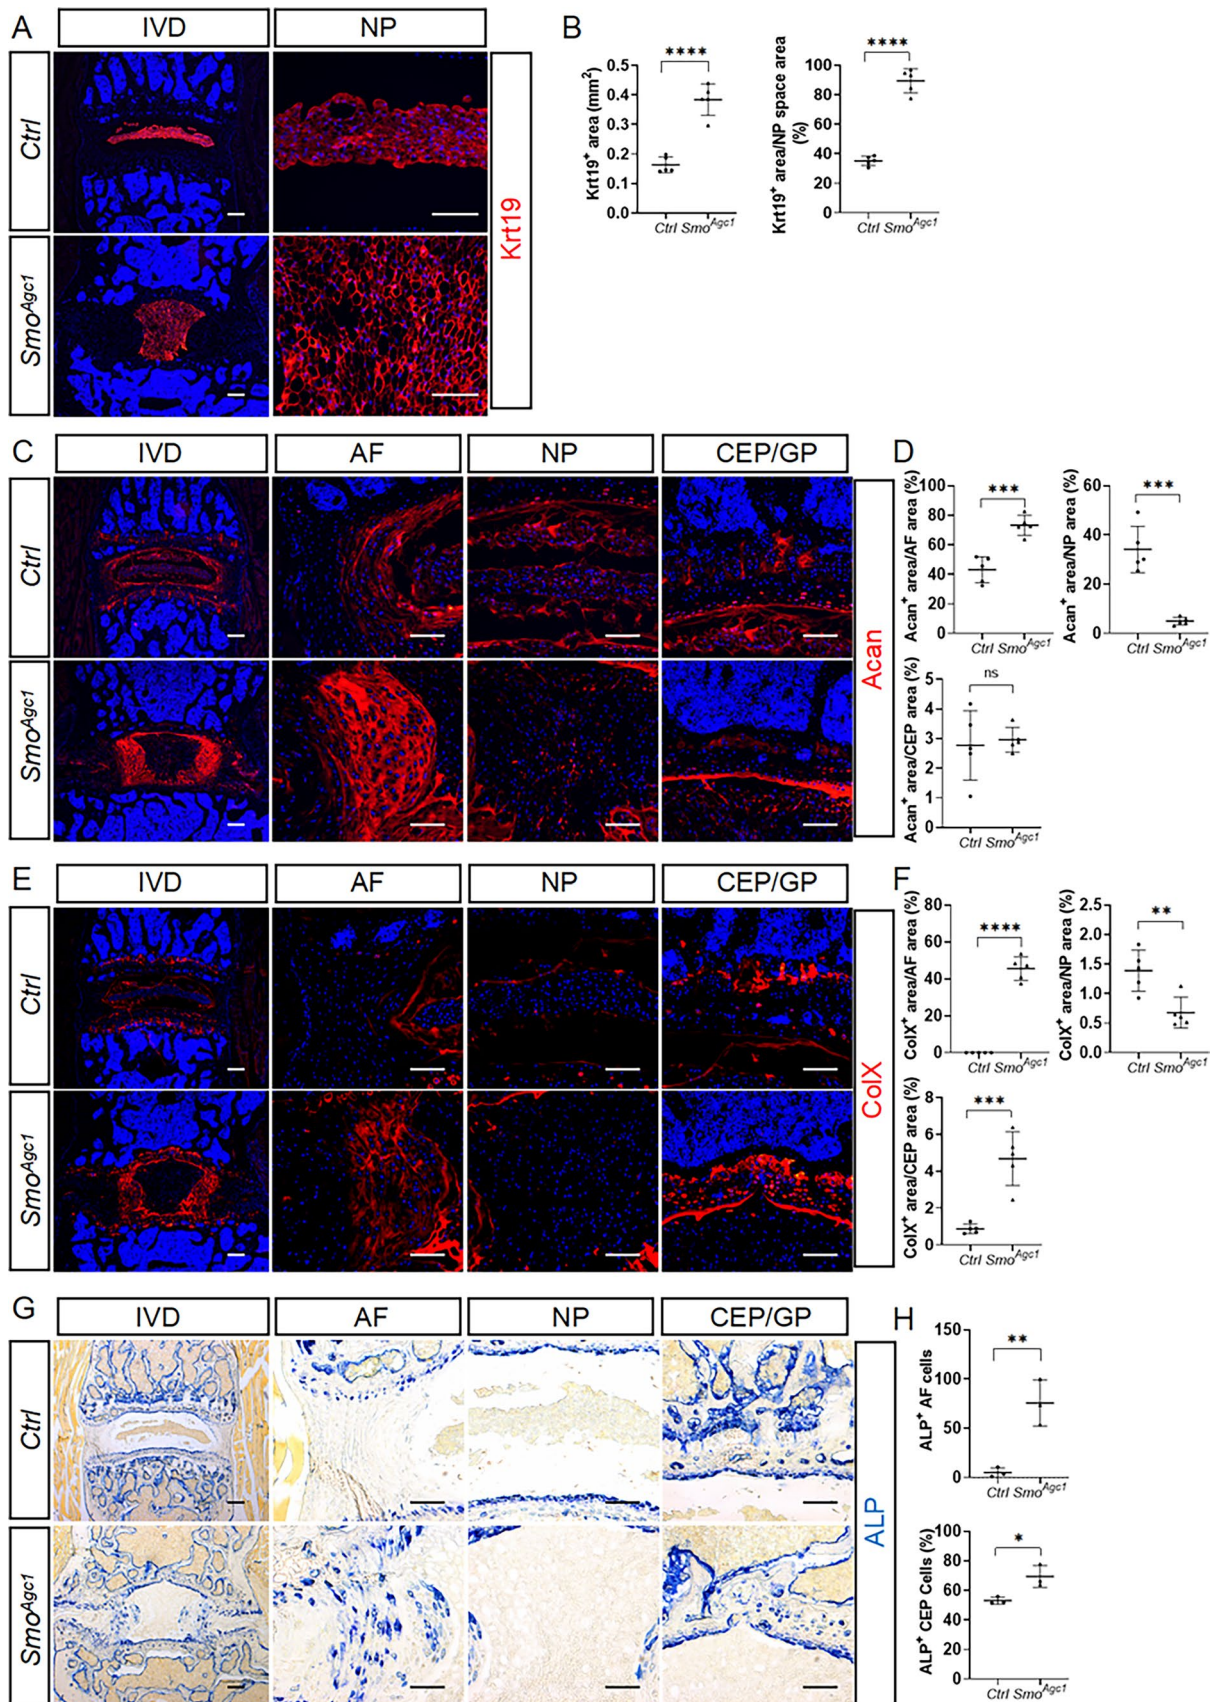 A
IVD
NP
Ctrl
Smo^Agc1
Krt19
B
Krt19⁺ area (mm²)
0.5
0.4
0.3
0.2
0.1
0.0
****
Ctrl Smo^Agc1
Krt19⁺ area/NP space area
(%)
100
80
60
40
20
0
****
Ctrl Smo^Agc1
C
IVD
AF
NP
CEP/GP
Ctrl
Smo^Agc1
Acan
D
Acan⁺ area/AF area (%)
100
80
60
40
20
0
***
Ctrl Smo^Agc1
Acan⁺ area/NP area (%)
60
40
20
0
***
Ctrl Smo^Agc1
Acan⁺ area/CEP area (%)
5
4
3
2
1
0
ns
Ctrl Smo^Agc1
E
IVD
AF
NP
CEP/GP
Ctrl
Smo^Agc1
ColX
F
ColX⁺ area/AF area (%)
80
60
40
20
0
****
Ctrl Smo^Agc1
ColX⁺ area/NP area (%)
2.5
2.0
1.5
1.0
0.5
0.0
**
Ctrl Smo^Agc1
ColX⁺ area/CEP area (%)
8
6
4
2
0
***
Ctrl Smo^Agc1
G
IVD
AF
NP
CEP/GP
Ctrl
Smo^Agc1
ALP
H
ALP⁺ AF cells
150
100
50
0
**
Ctrl Smo^Agc1
ALP⁺ CEP Cells (%)
100
80
60
40
20
0
*
Ctrl Smo^Agc1